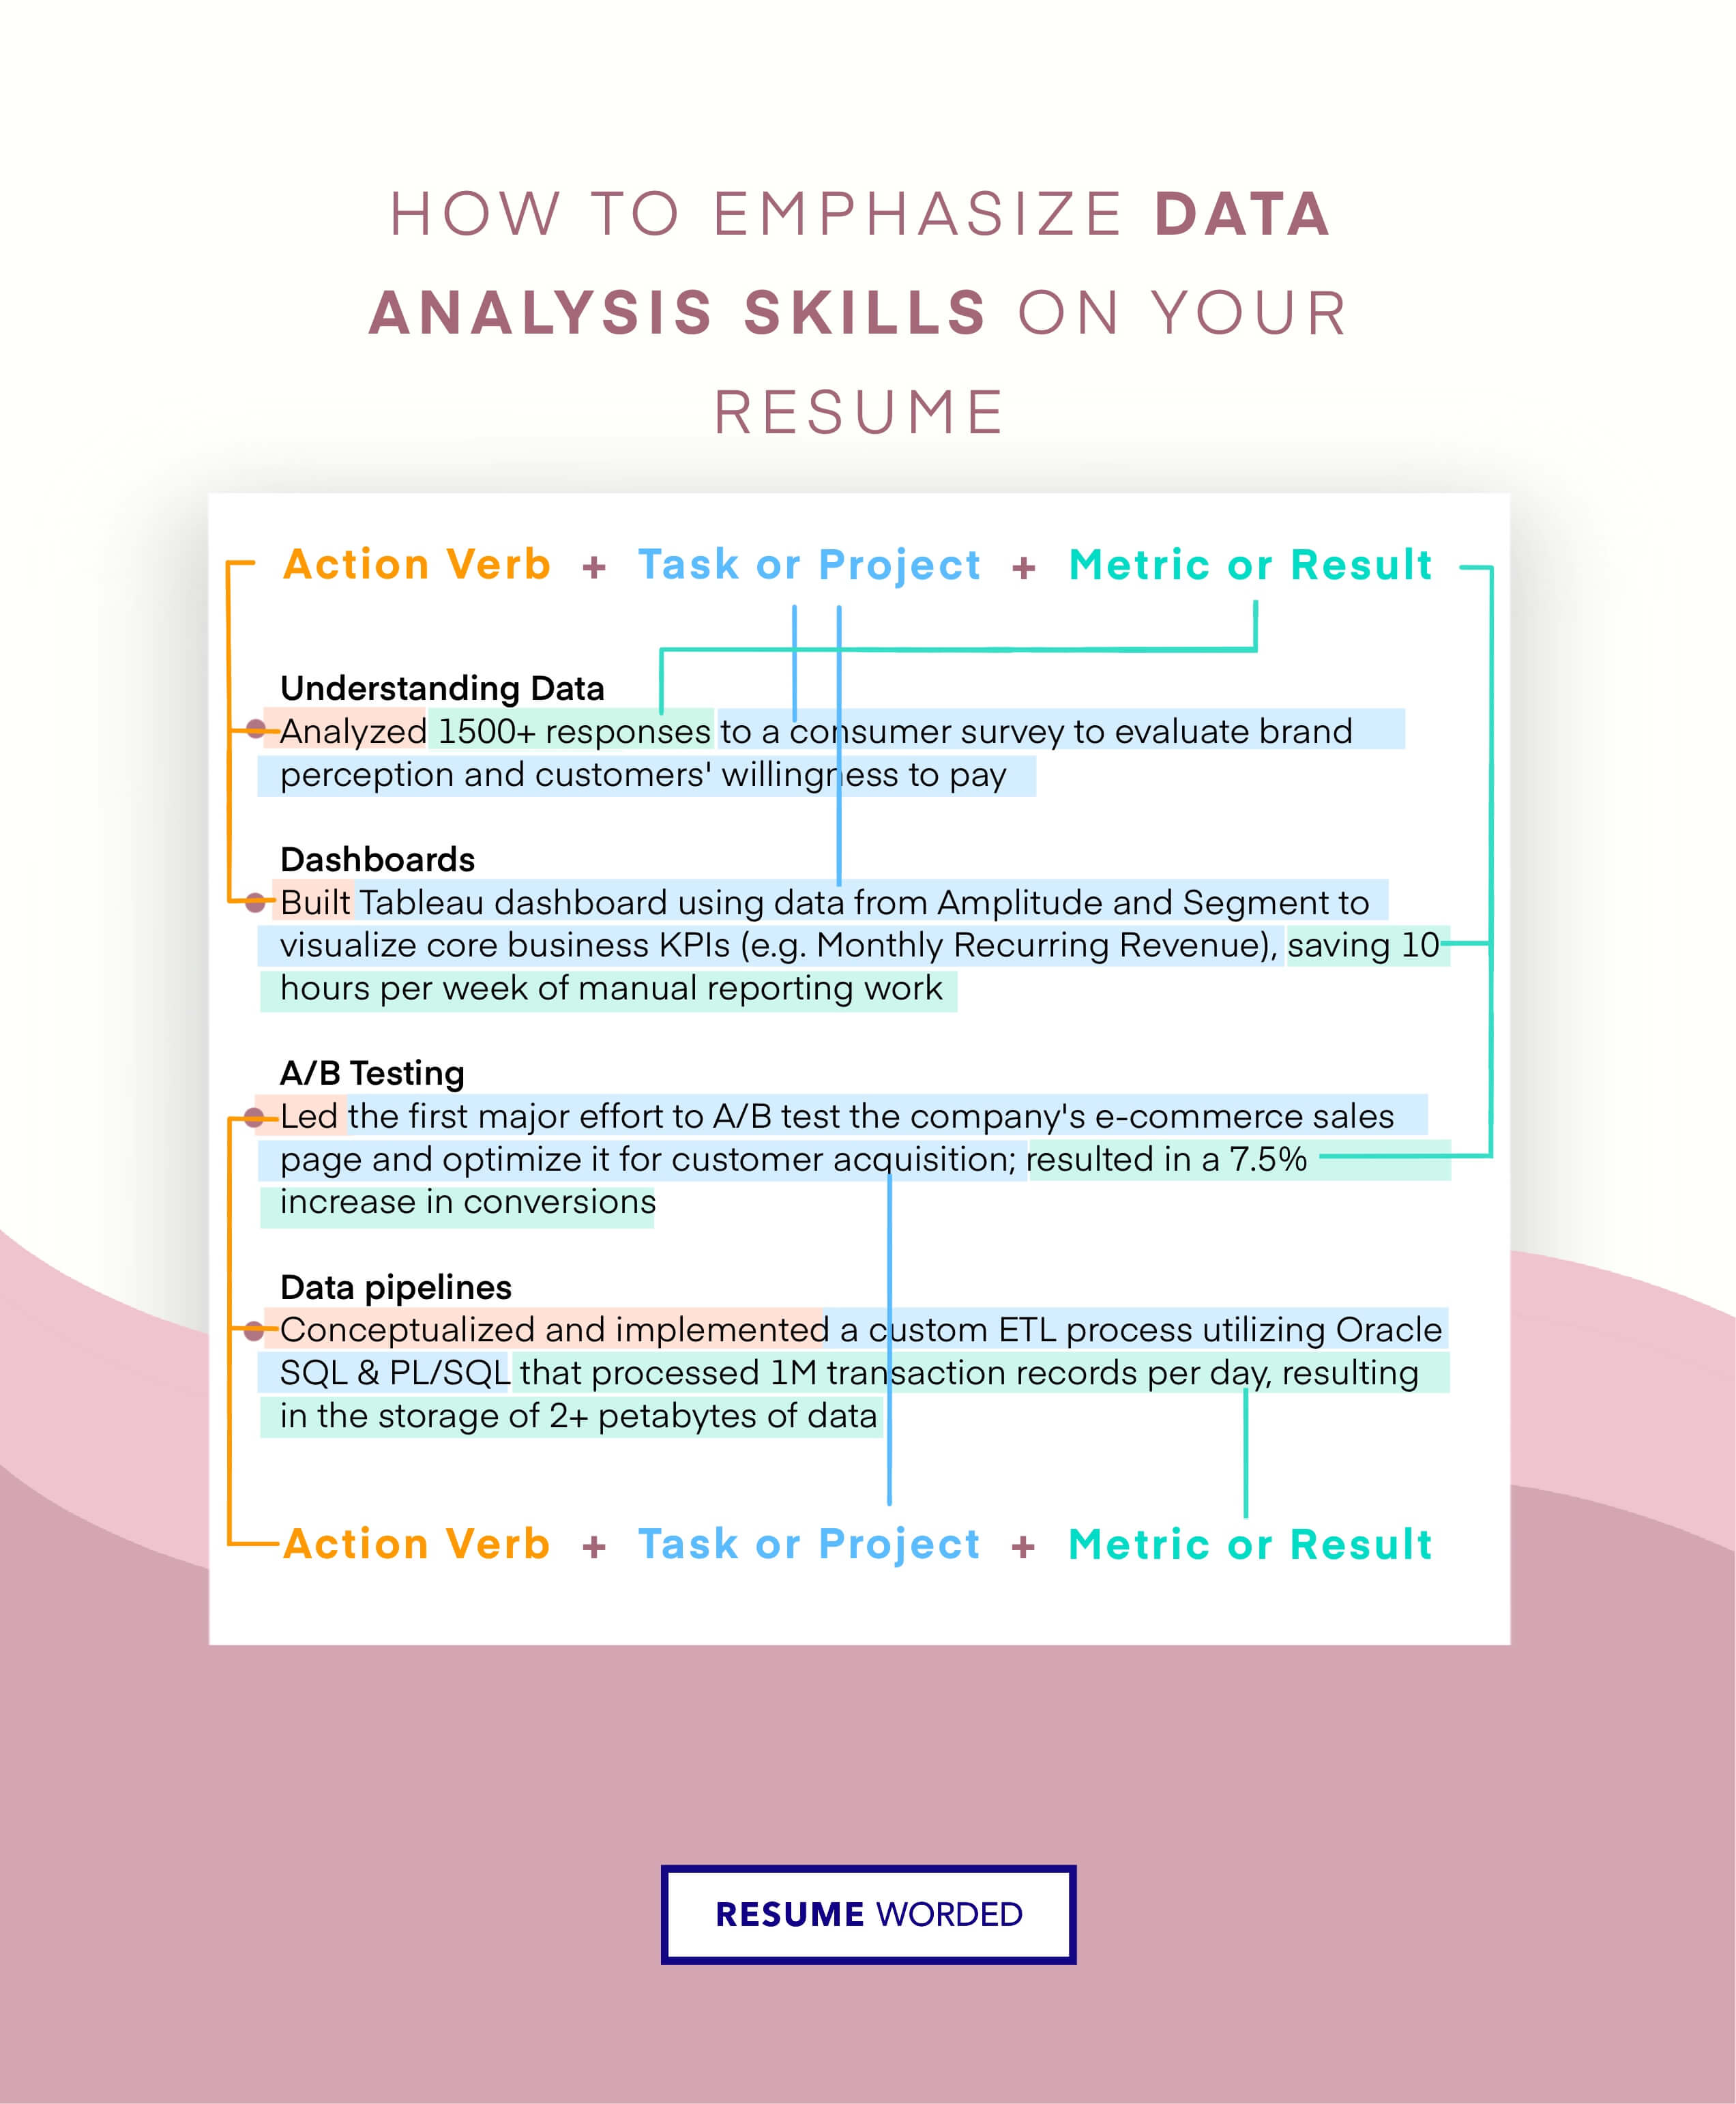 HOW TO EMPHASIZE DATA
ANALYSIS SKILLS ON YOUR
RESUME
Action Verb + Task or Project + Metric or Result
Understanding Data
Analyzed 1500+ responses to a consumer survey to evaluate brand
perception and customers' willingness to pay
Dashboards
Built Tableau dashboard using data from Amplitude and Segment to
visualize core business KPIs (e.g. Monthly Recurring Revenue), saving 10
hours per week of manual reporting work
A/B Testing
Led the first major effort to A/B test the company's e-commerce sales
page and optimize it for customer acquisition; resulted in a 7.5%
increase in conversions
Data pipelines
Conceptualized and implemented a custom ETL process utilizing Oracle
SQL & PL/SQL that processed 1M transaction records per day, resulting
in the storage of 2+ petabytes of data
Action Verb + Task or Project + Metric or Result
RESUME WORDED